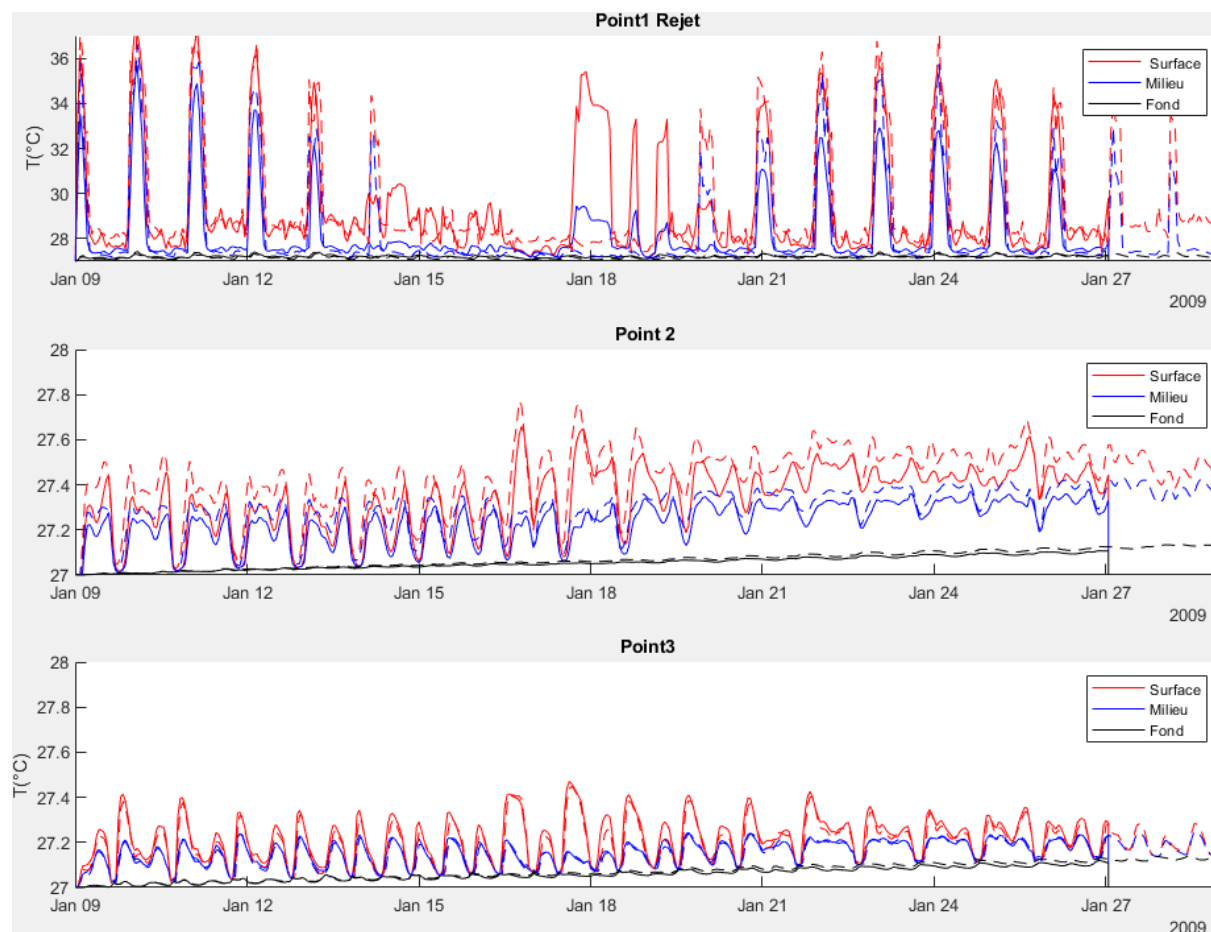 Point1 Rejet
T(°C)
36
34
32
30
28
Surface
Milieu
Fond
Jan 09 Jan 12 Jan 15 Jan 18 Jan 21 Jan 24 Jan 27
2009
Point 2
28
27.8
27.6
27.4
27.2
27
Surface
Milieu
Fond
Jan 09 Jan 12 Jan 15 Jan 18 Jan 21 Jan 24 Jan 27
2009
Point3
T(°C)
28
27.8
27.6
27.4
27.2
27
Surface
Milieu
Fond
Jan 09 Jan 12 Jan 15 Jan 18 Jan 21 Jan 24 Jan 27
2009